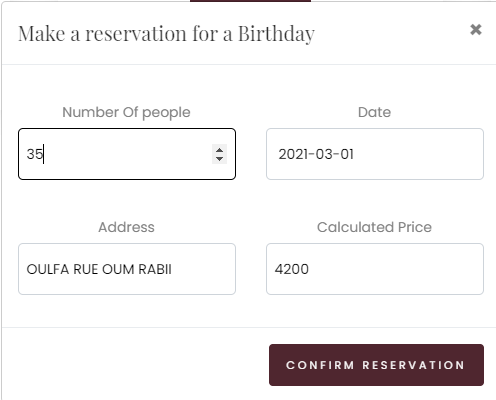 Make a reservation for a Birthday ✖
Number Of people
35
Date
2021-03-01
Address
OULFA RUE OUM RABII
Calculated Price
4200
CONFIRM RESERVATION